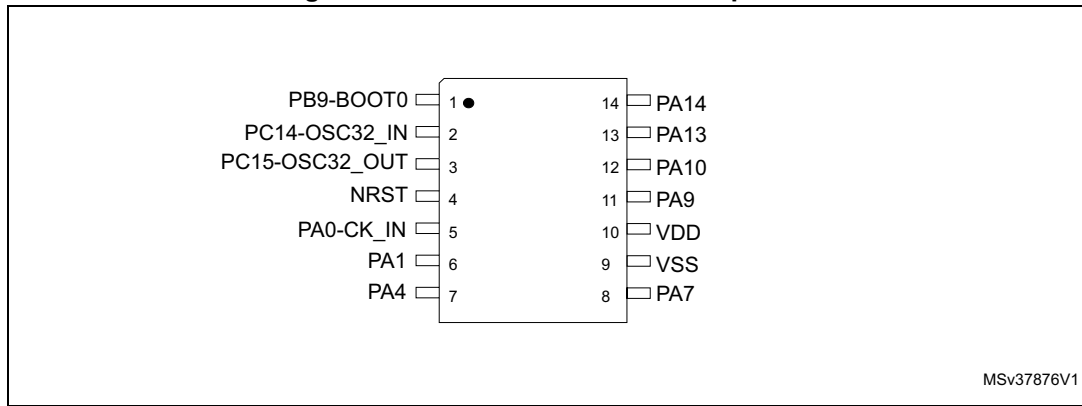 PB9-BOOT0 1 14 PA14
PC14-OSC32_IN 2 13 PA13
PC15-OSC32_OUT 3 12 PA10
NRST 4 11 PA9
PA0-CK_IN 5 10 VDD
PA1 6 9 VSS
PA4 7 8 PA7
MSv37876V1